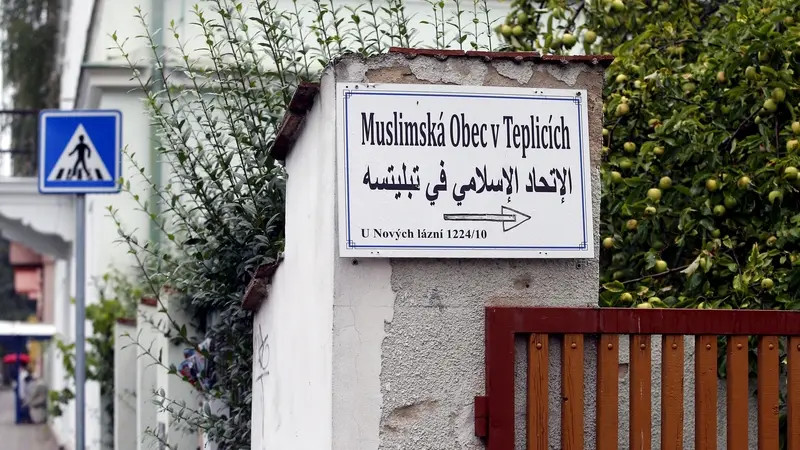 Muslimská Obec v Teplicích
الإتحاد الإسلامي في تبليتسه
U Nových lázní 1224/10